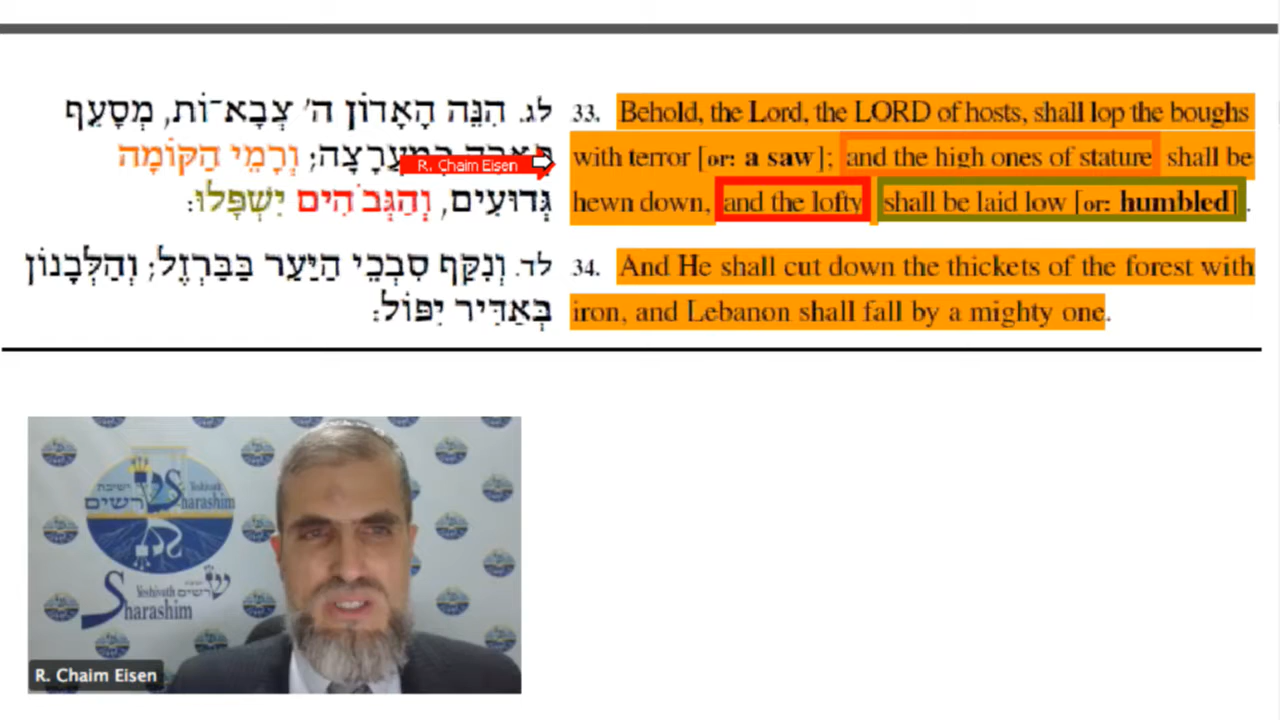 לג. הִנֵּה הָאָדוֹן ה' צְבָא־וֹת, מְסָעֵף
בְּמַעֲרָצָה; וְרָמֵי הַקּוֹמָה
גְּדוּעִים, וְהַגְּבֹהִים יִשְׁפָּלוּ:
33. Behold, the Lord, the LORD of hosts, shall lop the boughs
with terror [or: a saw]; and the high ones of stature shall be
hewn down, and the lofty shall be laid low [or: humbled].
R. Chaim Eisen
לד. וְנִקַּף סִבְכֵי הַיַּעַר בַּבַּרְזֶל; וְהַלְּבָנוֹן
בְּאַדִּיר יִפּוֹל:
34. And He shall cut down the thickets of the forest with
iron, and Lebanon shall fall by a mighty one.
ישיבת שרשים
Yeshivath
Sharashim
Yeshivath שרשים
Sharashim
R. Chaim Eisen